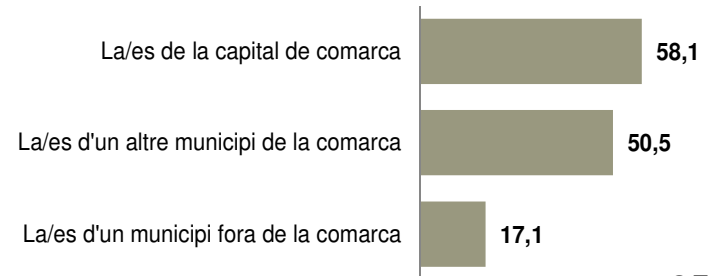 La/es de la capital de comarca 58,1
La/es d'un altre municipi de la comarca 50,5
La/es d'un municipi fora de la comarca 17,1